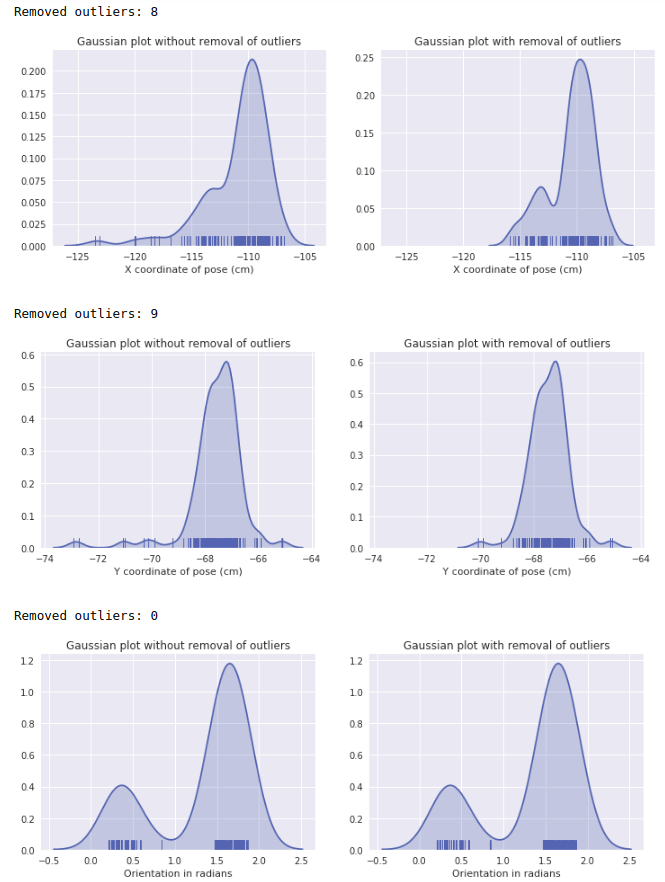 Removed outliers: 8
Gaussian plot without removal of outliers
Gaussian plot with removal of outliers
0.200
0.175
0.150
0.125
0.100
0.075
0.050
0.025
0.000
−125 −120 −115 −110 −105
X coordinate of pose (cm)
0.25
0.20
0.15
0.10
0.05
0.00
−125 −120 −115 −110 −105
X coordinate of pose (cm)
Removed outliers: 9
Gaussian plot without removal of outliers
Gaussian plot with removal of outliers
0.6
0.5
0.4
0.3
0.2
0.1
0.0
−74 −72 −70 −68 −66 −64
Y coordinate of pose (cm)
0.6
0.5
0.4
0.3
0.2
0.1
0.0
−74 −72 −70 −68 −66 −64
Y coordinate of pose (cm)
Removed outliers: 0
Gaussian plot without removal of outliers
Gaussian plot with removal of outliers
1.2
1.0
0.8
0.6
0.4
0.2
0.0
−0.5 0.0 0.5 1.0 1.5 2.0 2.5
Orientation in radians
1.2
1.0
0.8
0.6
0.4
0.2
0.0
−0.5 0.0 0.5 1.0 1.5 2.0 2.5
Orientation in radians